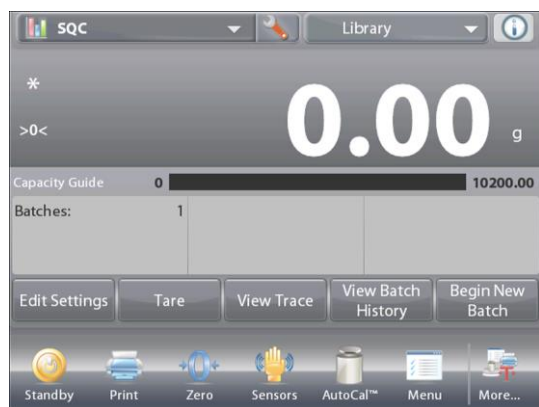 SQC
Library
*
>0<
0.00 g
Capacity Guide 0 10200.00
Batches: 1
Edit Settings
Tare
View Trace
View Batch
History
Begin New
Batch
Standby
Print
Zero
Sensors
AutoCal™
Menu
More...